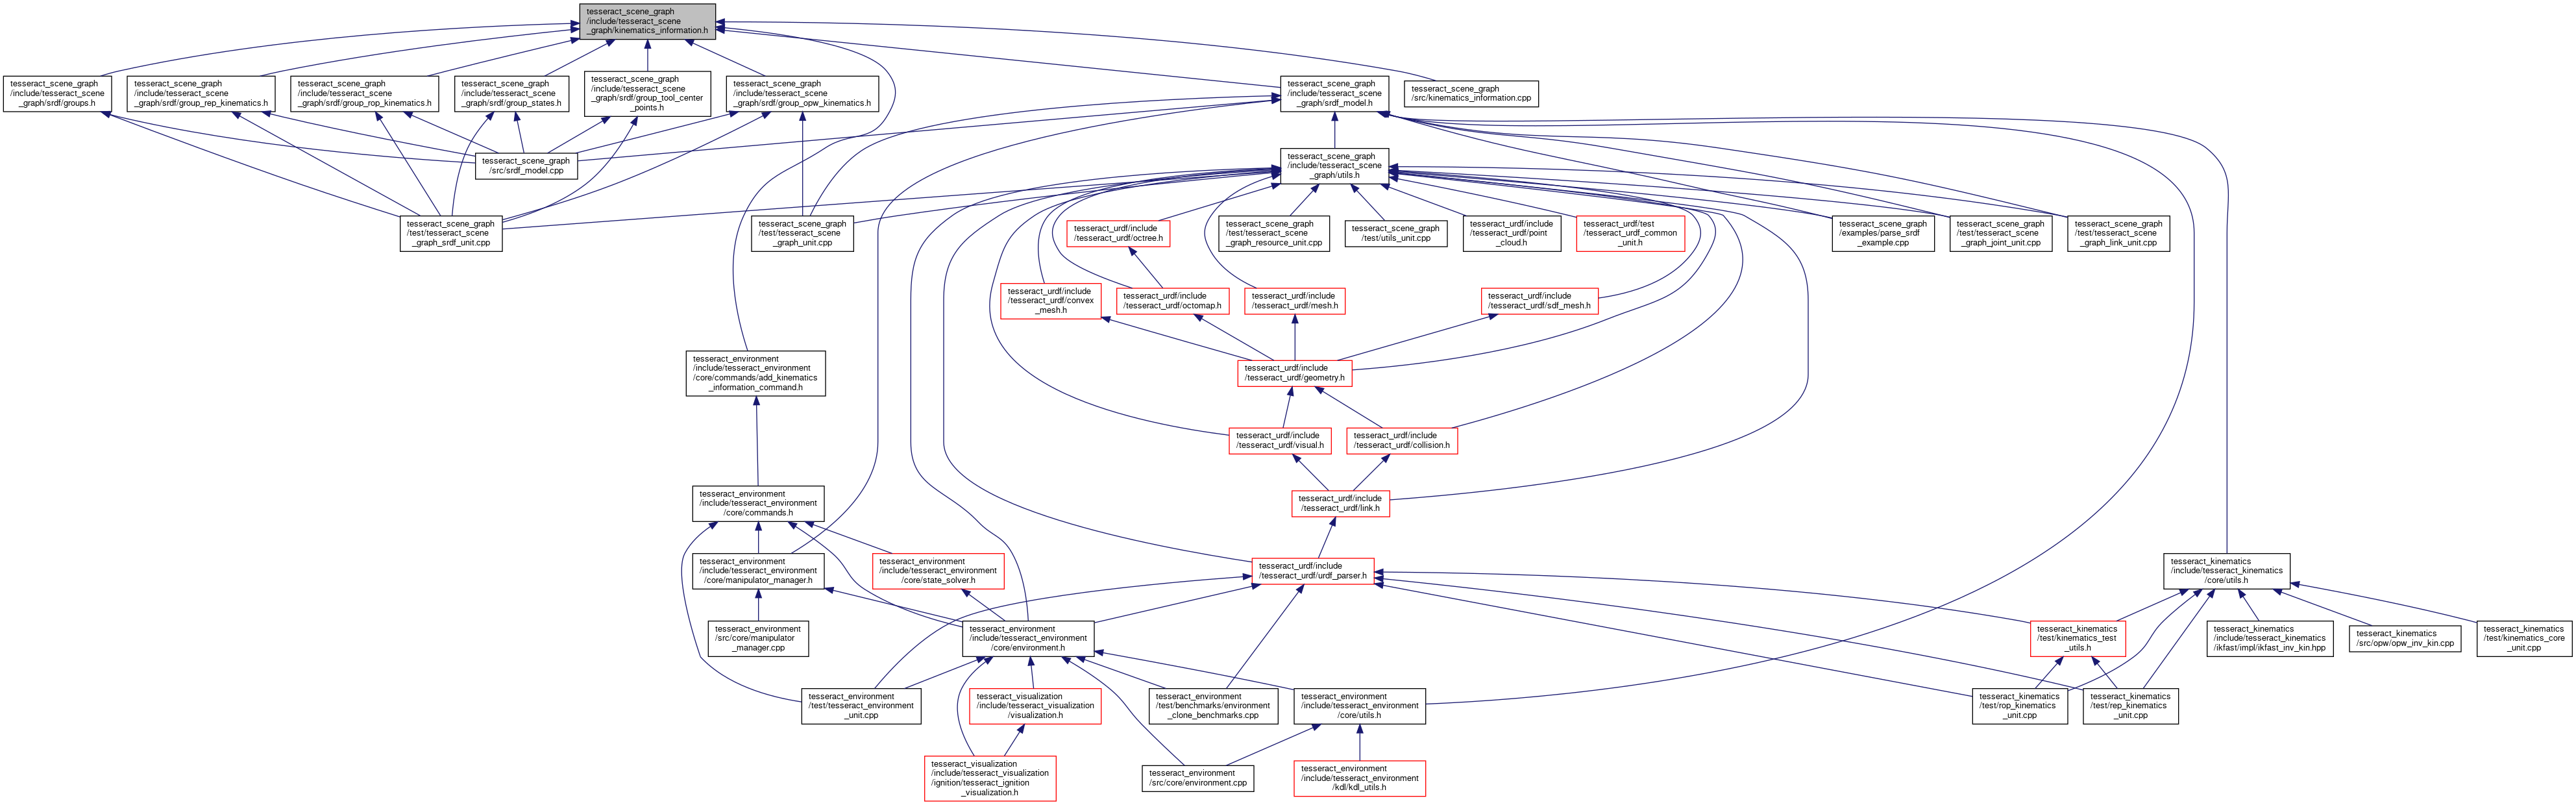 tesseract_scene_graph
/include/tesseract_scene
_graph/kinematics_information.h
tesseract_scene_graph
/include/tesseract_scene
_graph/srdf/groups.h
tesseract_scene_graph
/include/tesseract_scene
_graph/srdf/group_rep_kinematics.h
tesseract_scene_graph
/include/tesseract_scene
_graph/srdf/group_rop_kinematics.h
tesseract_scene_graph
/include/tesseract_scene
_graph/srdf/group_states.h
tesseract_scene_graph
/include/tesseract_scene
_graph/srdf/group_tool_center
_points.h
tesseract_scene_graph
/include/tesseract_scene
_graph/srdf/group_opw_kinematics.h
tesseract_scene_graph
/include/tesseract_scene
_graph/srdf_model.h
tesseract_scene_graph
/src/kinematics_information.cpp
tesseract_scene_graph
/src/srdf_model.cpp
tesseract_scene_graph
/include/tesseract_scene
_graph/utils.h
tesseract_scene_graph
/test/tesseract_scene
_graph_srdf_unit.cpp
tesseract_scene_graph
/test/tesseract_scene
_graph_unit.cpp
tesseract_urdf/include
/tesseract_urdf/octree.h
tesseract_scene_graph
/test/tesseract_scene
_graph_resource_unit.cpp
tesseract_scene_graph
/test/utils_unit.cpp
tesseract_urdf/include
/tesseract_urdf/point
_cloud.h
tesseract_urdf/test
/tesseract_urdf_common
_unit.h
tesseract_scene_graph
/examples/parse_srdf
_example.cpp
tesseract_scene_graph
/test/tesseract_scene
_graph_joint_unit.cpp
tesseract_scene_graph
/test/tesseract_scene
_graph_link_unit.cpp
tesseract_urdf/include
/tesseract_urdf/convex
_mesh.h
tesseract_urdf/include
/tesseract_urdf/octomap.h
tesseract_urdf/include
/tesseract_urdf/mesh.h
tesseract_urdf/include
/tesseract_urdf/sdf_mesh.h
tesseract_environment
/include/tesseract_environment
/core/commands/add_kinematics
_information_command.h
tesseract_urdf/include
/tesseract_urdf/geometry.h
tesseract_urdf/include
/tesseract_urdf/visual.h
tesseract_urdf/include
/tesseract_urdf/collision.h
tesseract_environment
/include/tesseract_environment
/core/commands.h
tesseract_urdf/include
/tesseract_urdf/link.h
tesseract_environment
/include/tesseract_environment
/core/manipulator_manager.h
tesseract_environment
/include/tesseract_environment
/core/state_solver.h
tesseract_urdf/include
/tesseract_urdf/urdf_parser.h
tesseract_kinematics
/include/tesseract_kinematics
/core/utils.h
tesseract_environment
/src/core/manipulator
_manager.cpp
tesseract_environment
/include/tesseract_environment
/core/environment.h
tesseract_kinematics
/test/kinematics_test
_utils.h
tesseract_kinematics
/include/tesseract_kinematics
/ikfast/impl/ikfast_inv_kin.hpp
tesseract_kinematics
/src/opw/opw_inv_kin.cpp
tesseract_kinematics
/test/kinematics_core
_unit.cpp
tesseract_environment
/test/tesseract_environment
_unit.cpp
tesseract_visualization
/include/tesseract_visualization
/visualization.h
tesseract_environment
/test/benchmarks/environment
_clone_benchmarks.cpp
tesseract_environment
/include/tesseract_environment
/core/utils.h
tesseract_kinematics
/test/rop_kinematics
_unit.cpp
tesseract_kinematics
/test/rep_kinematics
_unit.cpp
tesseract_visualization
/include/tesseract_visualization
/ignition/tesseract_ignition
_visualization.h
tesseract_environment
/src/core/environment.cpp
tesseract_environment
/include/tesseract_environment
/kdl/kdl_utils.h